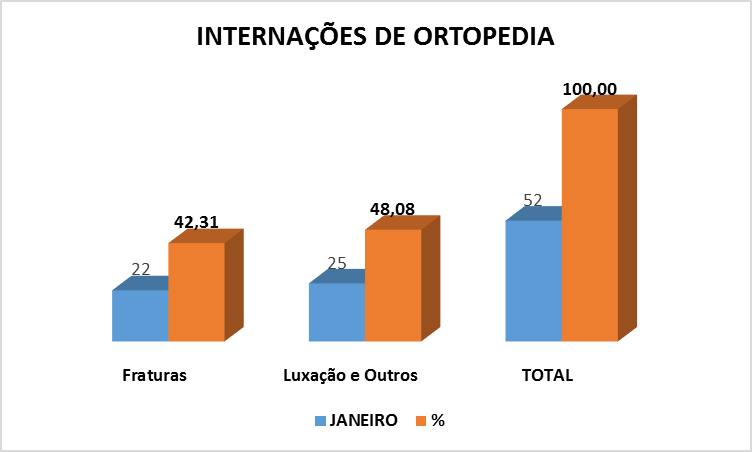 INTERNAÇÕES DE ORTOPEDIA
100,00
52
42,31
48,08
22
25
Fraturas
Luxação e Outros
TOTAL
JANEIRO
%